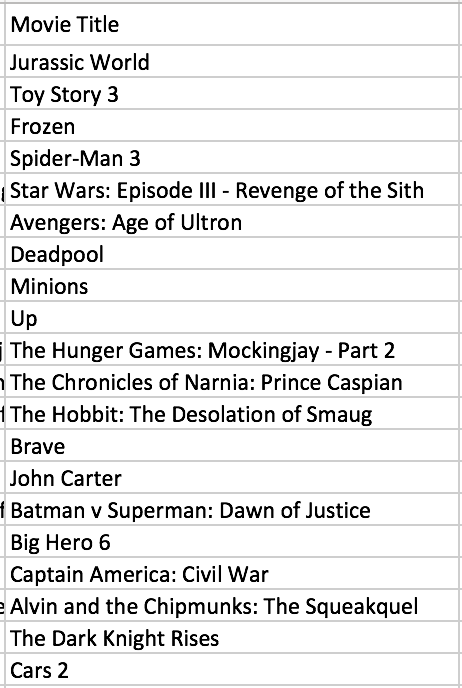 Movie Title
Jurassic World
Toy Story 3
Frozen
Spider-Man 3
Star Wars: Episode III - Revenge of the Sith
Avengers: Age of Ultron
Deadpool
Minions
Up
The Hunger Games: Mockingjay - Part 2
The Chronicles of Narnia: Prince Caspian
The Hobbit: The Desolation of Smaug
Brave
John Carter
Batman v Superman: Dawn of Justice
Big Hero 6
Captain America: Civil War
Alvin and the Chipmunks: The Squeakquel
The Dark Knight Rises
Cars 2